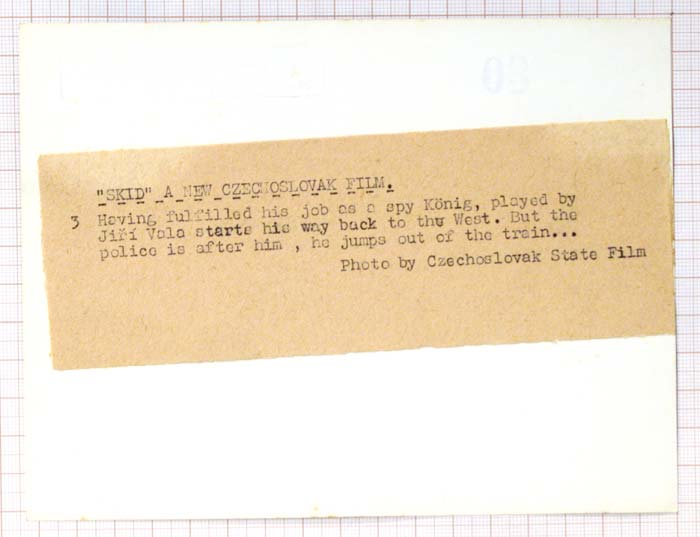 "SKID" A NEW CZECHOSLOVAK FILM.
3 Having fulfilled his job as a spy König, played by
Jiří Vala starts his way back to the West. But the
police is after him , he jumps out of the train...
Photo by Czechoslovak State Film